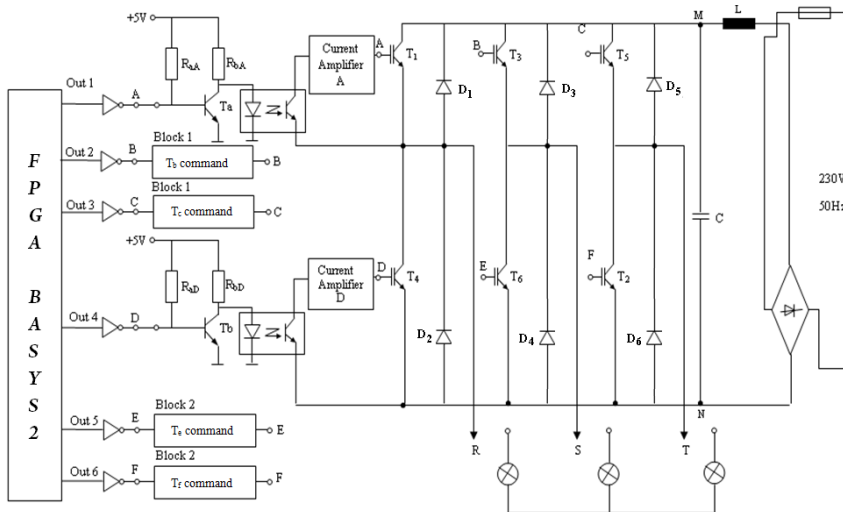 FPGA BASYS2
Out 1
A
+5V
RaA
RbA
Ta
Current
Amplifier
A
A
T1
D1
B
T3
D3
C
T5
D5
M
L
230V
50Hz
C
Out 2
B
Block 1
Tb command
B
Out 3
C
Block 1
Tc command
C
+5V
RaD
RbD
Out 4
D
Tb
Current
Amplifier
D
D
T4
D2
E
T6
D4
F
T2
D6
N
R
S
T
Out 5
E
Block 2
Te command
E
Out 6
F
Block 2
Tf command
F